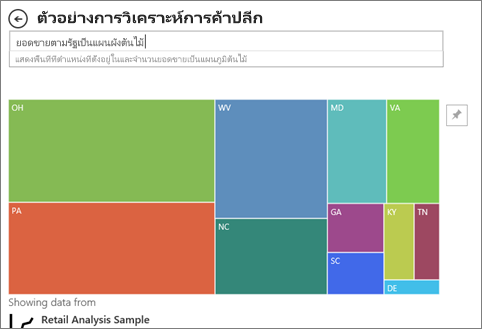 ตัวอย่างการวิเคราะห์การค้าปลีก
ยอดขายตามรัฐเป็นแผนผังต้นไม้
แสดงพื้นที่ที่ตำแหน่งที่ตั้งอยู่ในและจำนวนยอดขายเป็นแผนภูมิต้นไม้
OH
WV
MD
VA
PA
NC
GA
KY
TN
SC
DE
Showing data from
Retail Analysis Sample